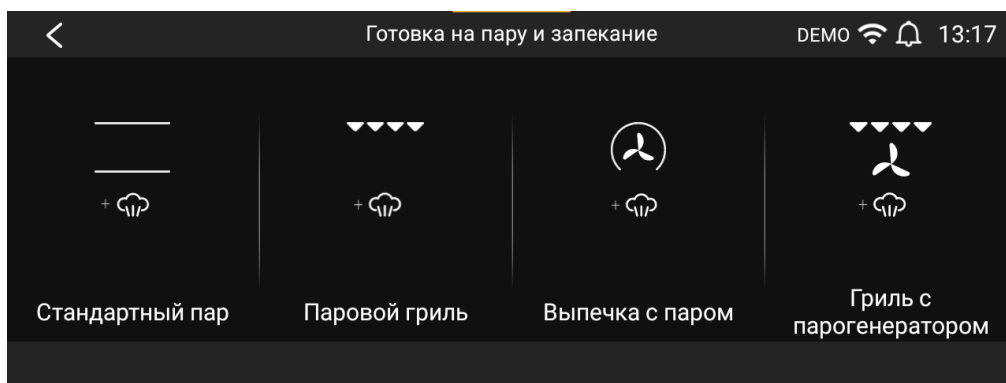 Готовка на пару и запекание
DEMO 13:17
+ + + +
Стандартный пар
Паровой гриль
Выпечка с паром
Гриль с
парогенератором